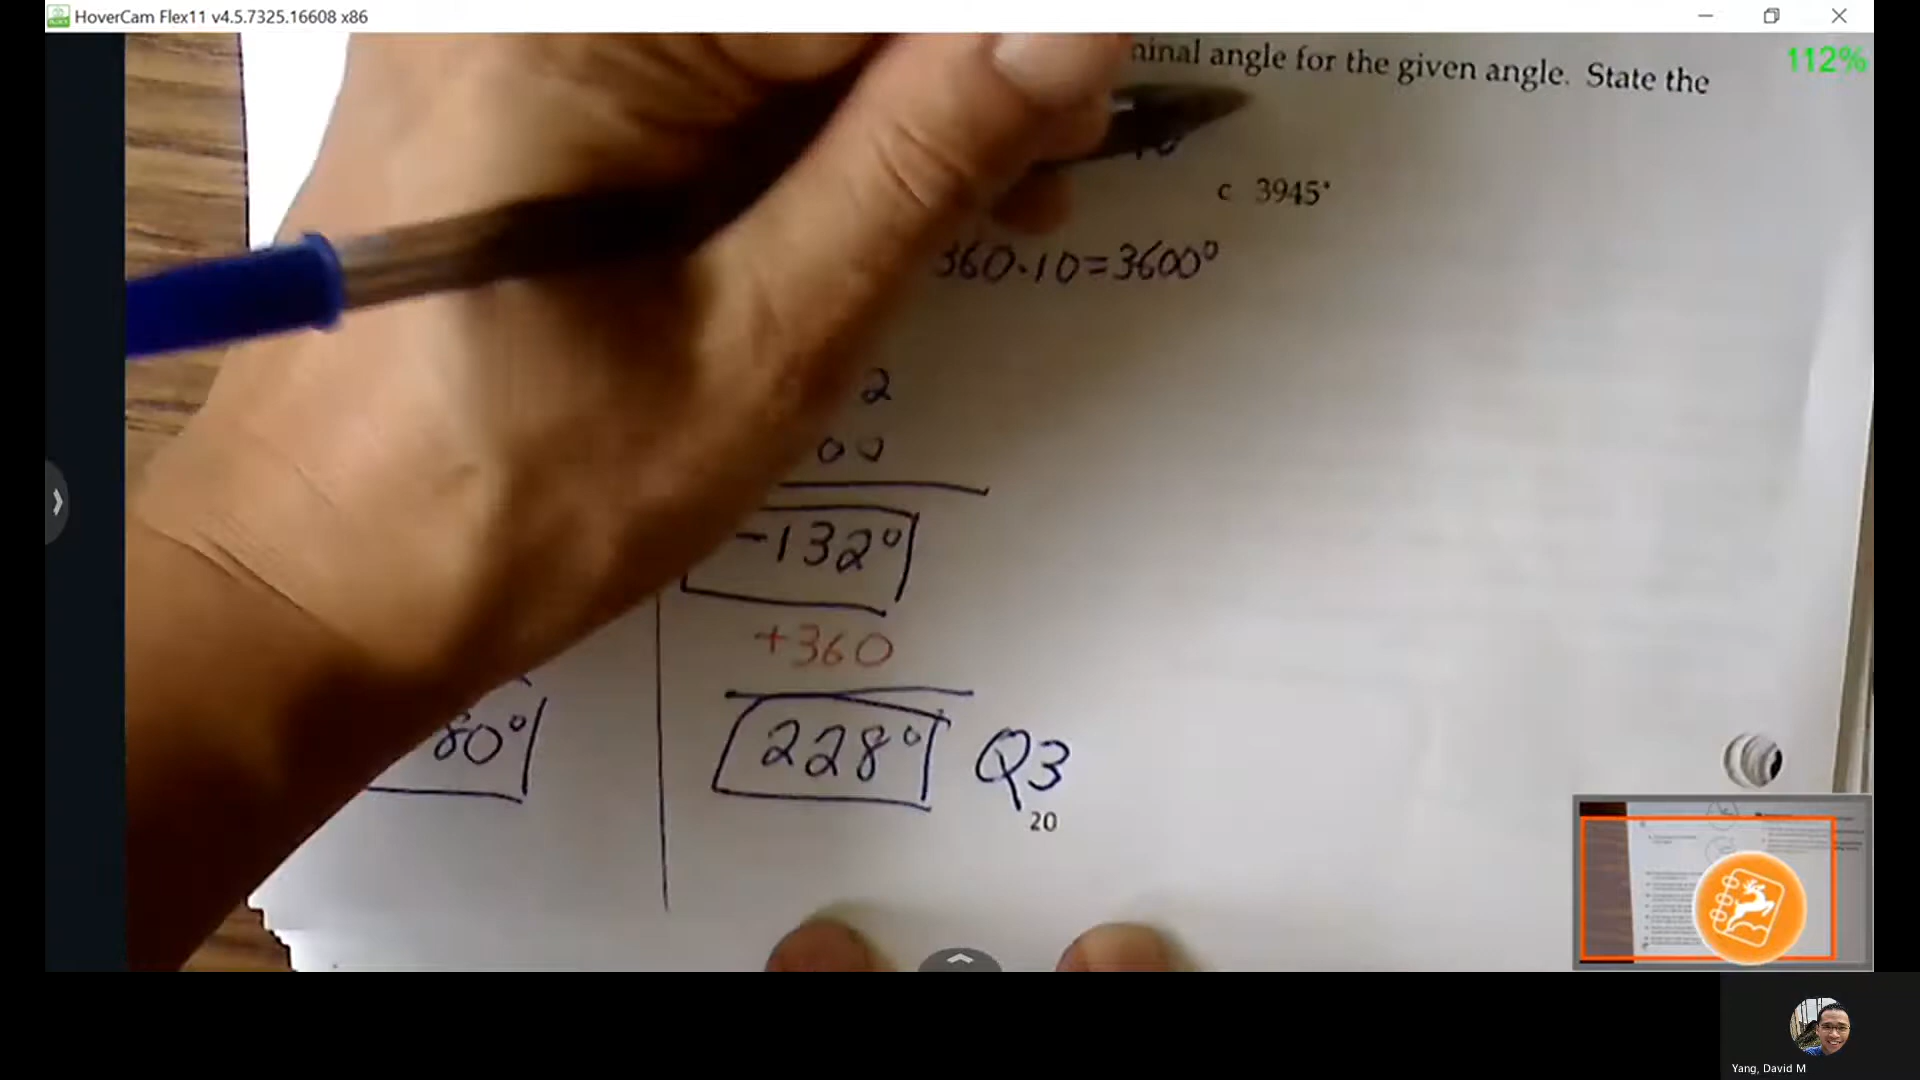 HoverCam Flex11 v4.5.7325.16608 x86
angle for the given angle. State the
112%
c 3945°
360·10=3600°
2
00
-132°
+360
80°
228° Q3
20
Yang, David M